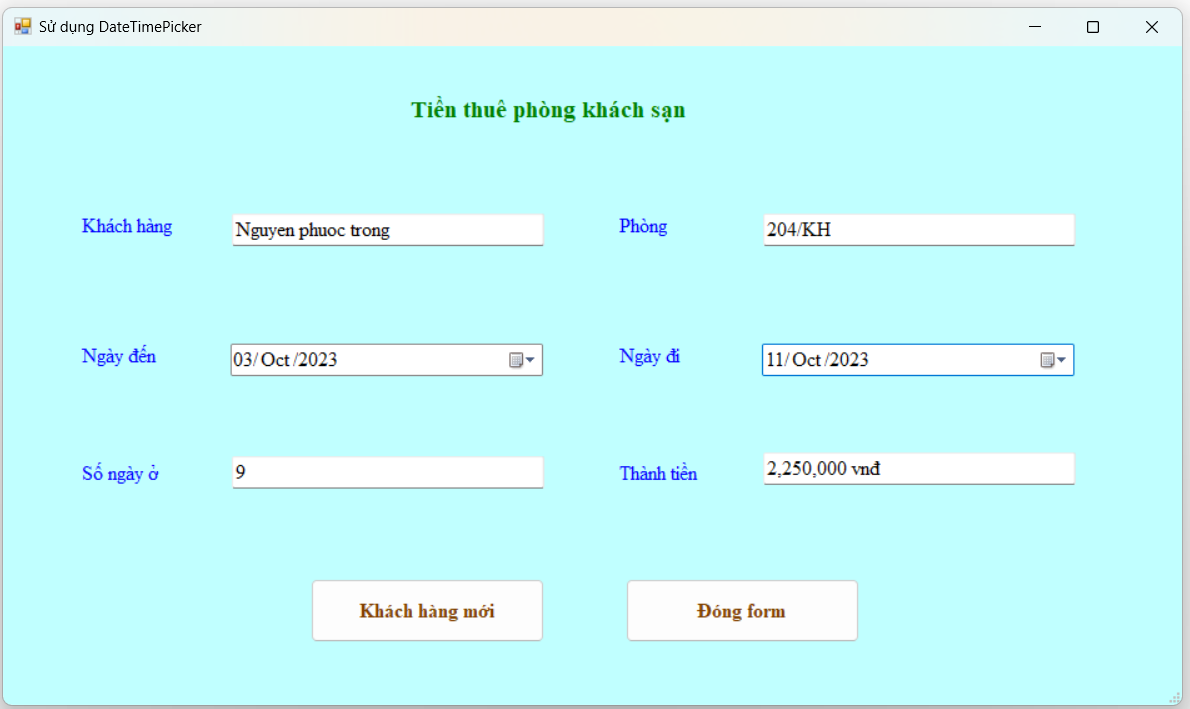 Sử dụng DateTimePicker
Tiền thuê phòng khách sạn
Khách hàng Nguyen phuoc trong Phòng 204/KH
Ngày đến 03/ Oct /2023 Ngày đi 11/ Oct /2023
Số ngày ở 9 Thành tiền 2,250,000 vnđ
Khách hàng mới Đóng form